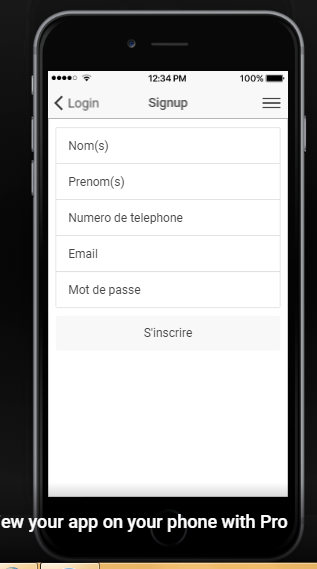 12:34 PM
100%
Login
Signup
Nom(s)
Prenom(s)
Numero de telephone
Email
Mot de passe
S'inscrire
your app on your phone with Pro